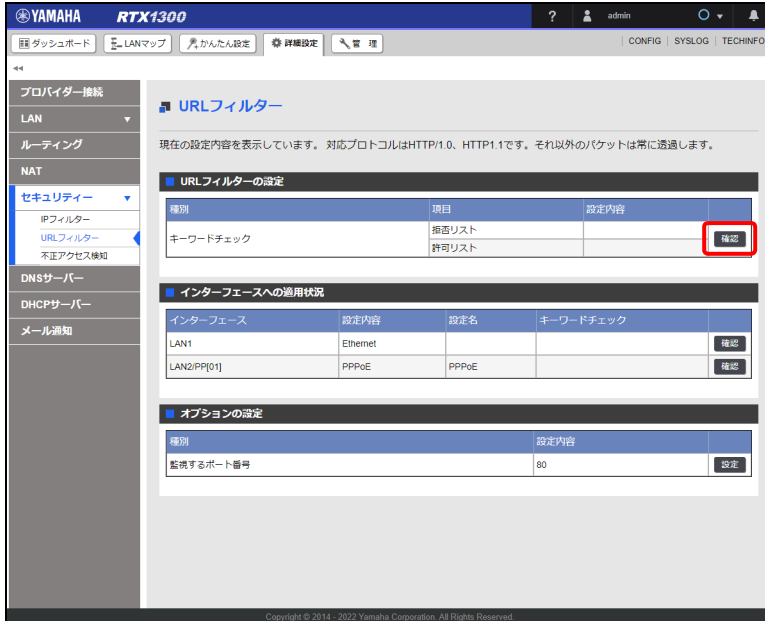 YAMAHA RTX1300 ? admin
ダッシュボード LANマップ かんたん設定 詳細設定 管 理 CONFIG SYSLOG TECHINFO
プロバイダー接続
LAN
ルーティング
NAT
セキュリティー
IPフィルター
URLフィルター
不正アクセス検知
DNSサーバー
DHCPサーバー
メール通知
URLフィルター
現在の設定内容を表示しています。 対応プロトコルはHTTP/1.0、HTTP1.1です。それ以外のパケットは常に透過します。
URLフィルターの設定
種別 項目 設定内容
キーワードチェック 拒否リスト 確認
許可リスト
インターフェースへの適用状況
インターフェース 設定内容 設定名 キーワードチェック
LAN1 Ethernet 確認
LAN2/PP[01] PPPoE PPPoE 確認
オプションの設定
種別 設定内容
監視するポート番号 80 設定
Copyright © 2014 - 2022 Yamaha Corporation. All Rights Reserved.